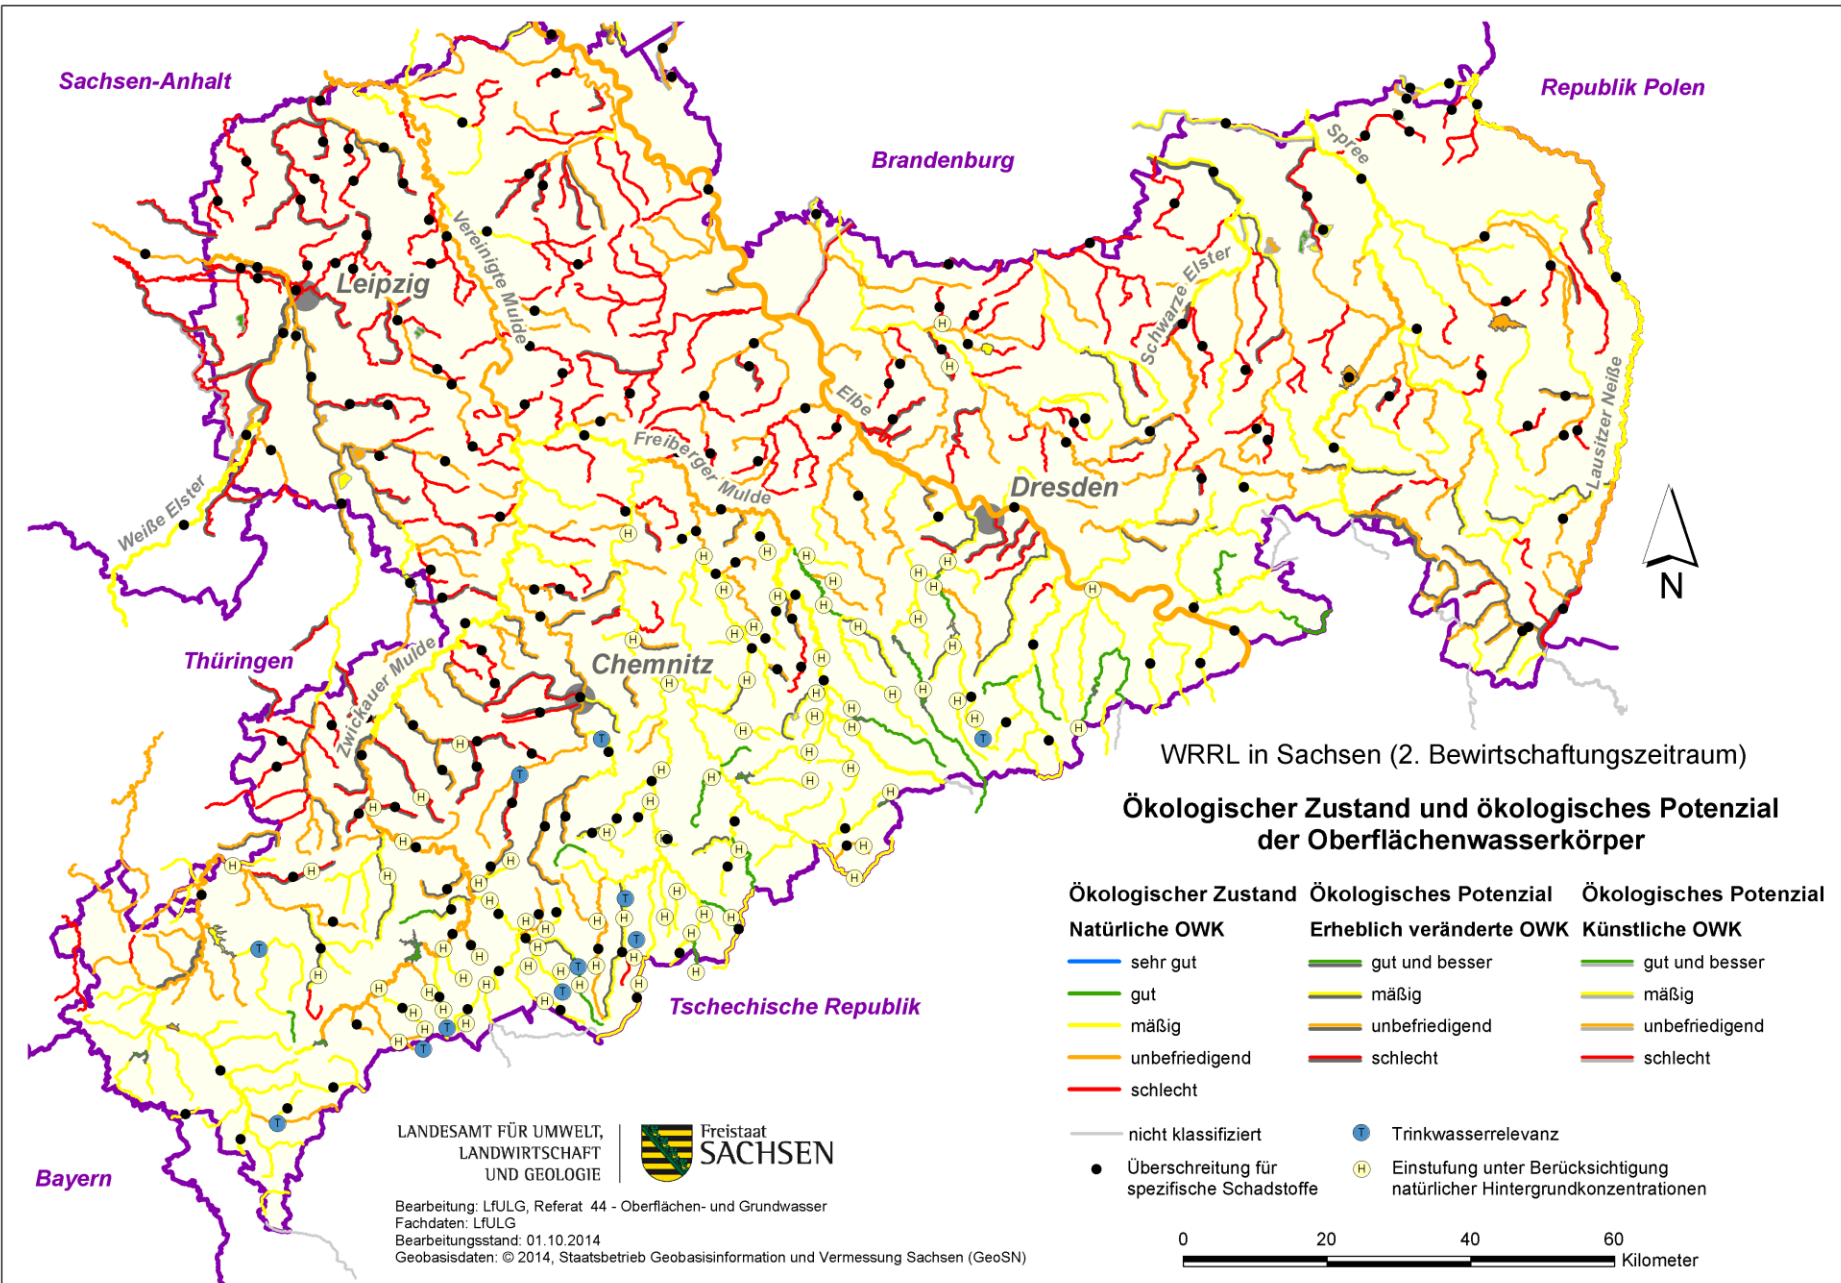 Sachsen-Anhalt
Republik Polen
Brandenburg
Spree
Vereinigte Mulde
Schwarze Elster
Leipzig
Elbe
Lausitzer Neiße
Freiberger Mulde
Dresden
Weiße Elster
N
Thüringen
Zwickauer Mulde
Chemnitz
Tschechische Republik
Bayern
WRRL in Sachsen (2. Bewirtschaftungszeitraum)
Ökologischer Zustand und ökologisches Potenzial
der Oberflächenwasserkörper
Ökologischer Zustand Ökologisches Potenzial Ökologisches Potenzial
Natürliche OWK Erheblich veränderte OWK Künstliche OWK
sehr gut gut und besser gut und besser
gut mäßig mäßig
mäßig unbefriedigend unbefriedigend
unbefriedigend schlecht schlecht
schlecht
nicht klassifiziert T Trinkwasserrelevanz
Überschreitung für
spezifische Schadstoffe
H Einstufung unter Berücksichtigung
natürlicher Hintergrundkonzentrationen
0 20 40 60
Kilometer
LANDESAMT FÜR UMWELT,
LANDWIRTSCHAFT
UND GEOLOGIE
Freistaat
SACHSEN
Bearbeitung: LfULG, Referat 44 - Oberflächen- und Grundwasser
Fachdaten: LfULG
Bearbeitungsstand: 01.10.2014
Geobasisdaten: © 2014, Staatsbetrieb Geobasisinformation und Vermessung Sachsen (GeoSN)